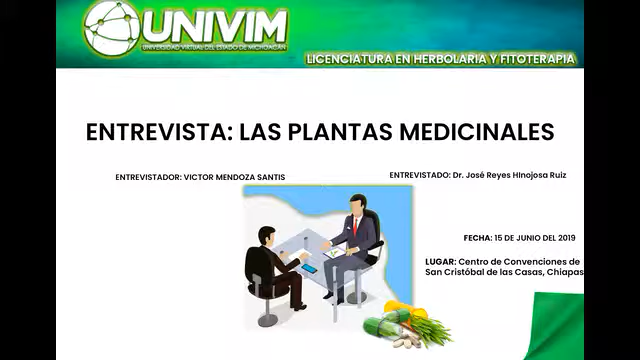 UNIVIM
UNIVERSIDAD VIRTUAL DEL ESTADO DE MICHOACÁN
LICENCIATURA EN HERBOLARIA Y FITOTERAPIA
ENTREVISTA: LAS PLANTAS MEDICINALES
ENTREVISTADOR: VICTOR MENDOZA SANTIS
ENTREVISTADO: Dr. José Reyes HInojosa Ruiz
FECHA: 15 DE JUNIO DEL 2019
LUGAR: Centro de Convenciones de
San Cristóbal de las Casas, Chiapas